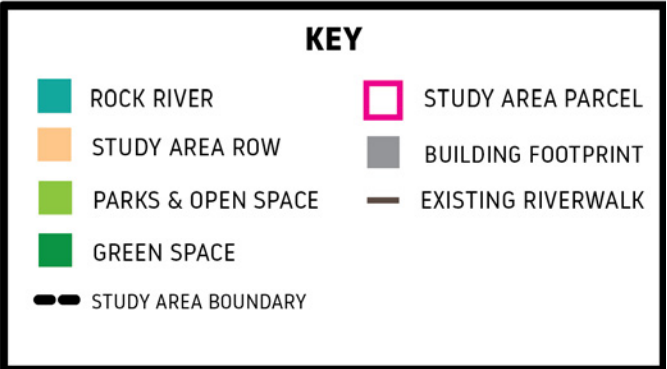 KEY
ROCK RIVER
STUDY AREA ROW
PARKS & OPEN SPACE
GREEN SPACE
STUDY AREA BOUNDARY
STUDY AREA PARCEL
BUILDING FOOTPRINT
EXISTING RIVERWALK